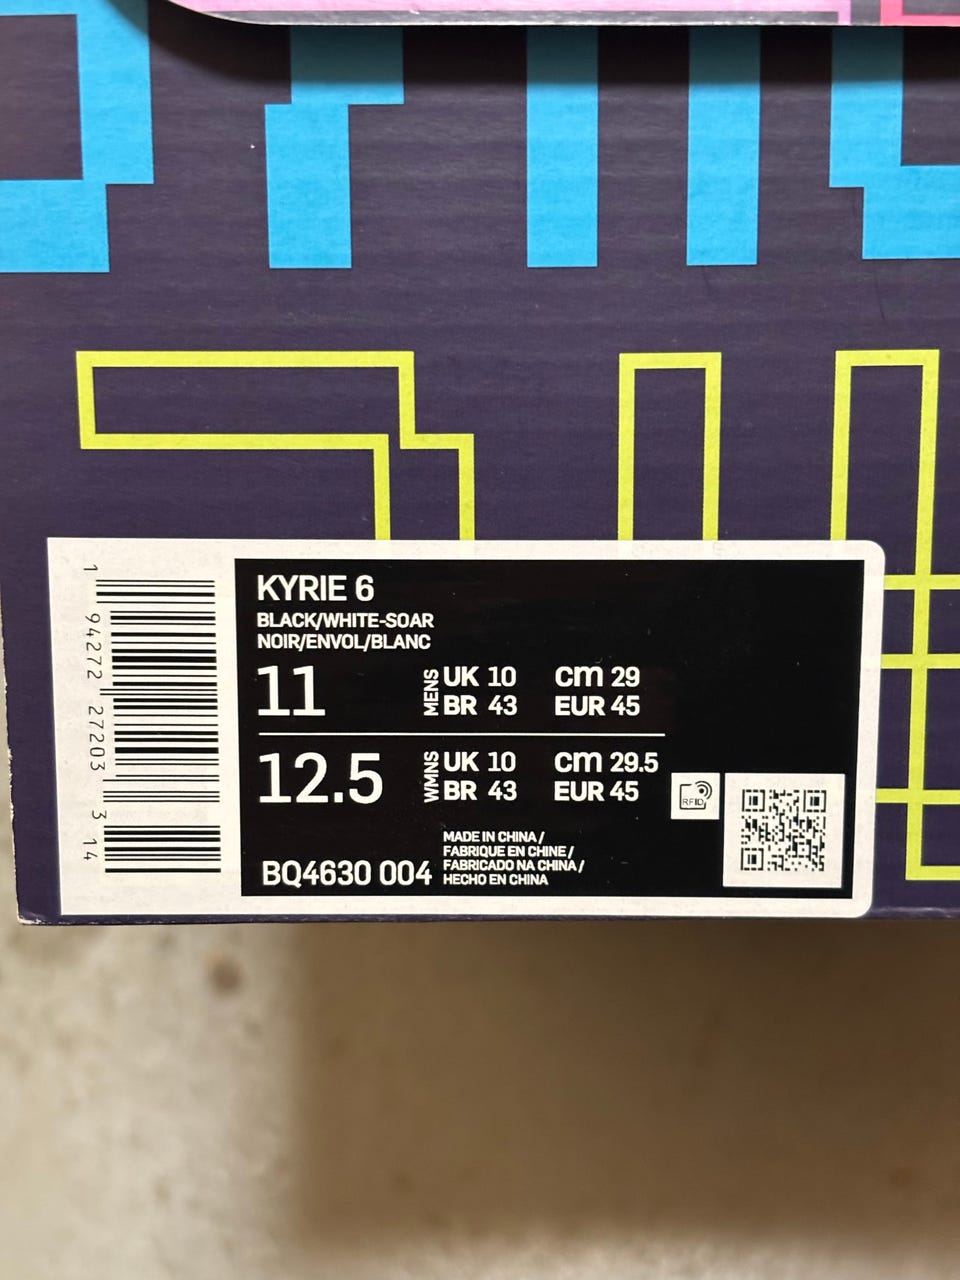 KYRIE 6
BLACK/WHITE-SOAR
NOIR/ENVOL/BLANC
11 MENS UK 10 cm 29
BR 43 EUR 45
12.5 WMNS UK 10 cm 29.5
BR 43 EUR 45
RFID
MADE IN CHINA /
FABRIQUE EN CHINE /
FABRICADO NA CHINA /
HECHO EN CHINA
BQ4630 004
1 94272 27203 3 14